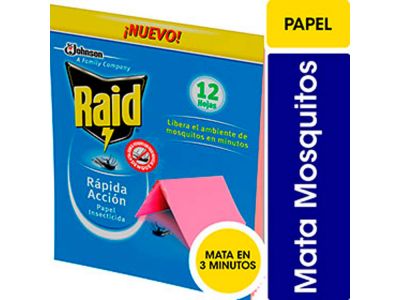 ¡NUEVO!
SC Johnson
A Family Company
Raid
12
Hojas
Libera el ambiente de
mosquitos en minutos
Rápida
Acción
Papel
Insecticida
MATA EN
3 MINUTOS
PAPEL
Mata Mosquitos